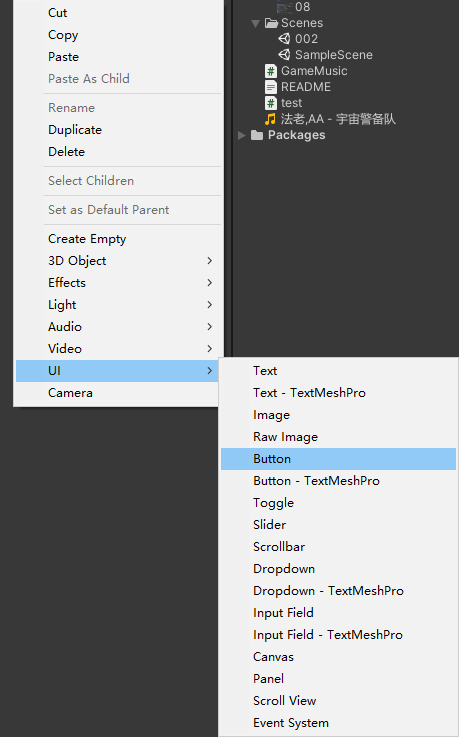 Cut
Copy
Paste
Paste As Child
Rename
Duplicate
Delete
Select Children
Set as Default Parent
Create Empty
3D Object
Effects
Light
Audio
Video
UI
Camera
08
Scenes
002
SampleScene
GameMusic
README
test
法老,AA - 宇宙警备队
Packages
Text
Text - TextMeshPro
Image
Raw Image
Button
Button - TextMeshPro
Toggle
Slider
Scrollbar
Dropdown
Dropdown - TextMeshPro
Input Field
Input Field - TextMeshPro
Canvas
Panel
Scroll View
Event System